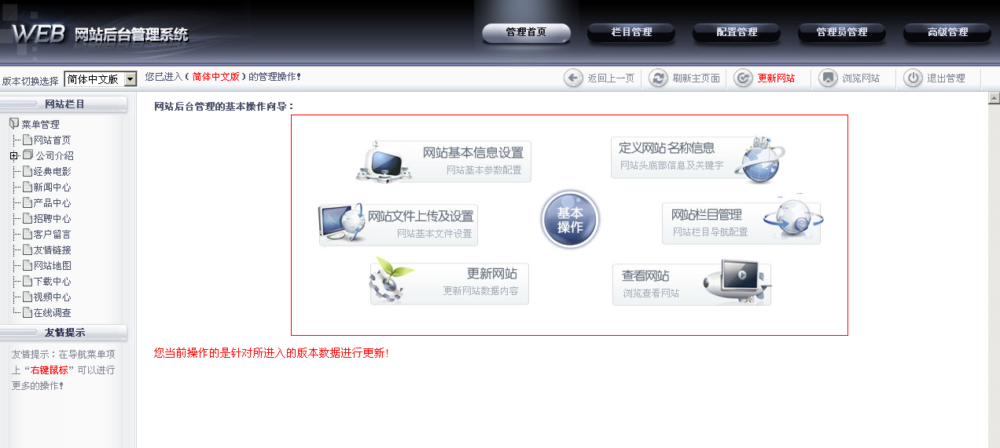 WEB 网站后台管理系统
管理首页 栏目管理 配置管理 管理员管理 高级管理
版本切换选择 简体中文版 您已进入(简体中文版)的管理操作!
返回上一页 刷新主页面 更新网站 浏览网站 退出管理
网站栏目
菜单管理
网站首页
公司介绍
经典电影
新闻中心
产品中心
招聘中心
客户留言
友情链接
网站地图
下载中心
视频中心
在线调查
友情提示
友情提示:在导航菜单项
上“右键鼠标”可以进行
更多的操作!
网站后台管理的基本操作向导:
网站基本信息设置
网站基本参数配置
定义网站名称信息
网站头底部信息及关键字
网站文件上传及设置
网站基本文件设置
基本
操作
网站栏目管理
网站栏目导航配置
更新网站
更新网站数据内容
查看网站
浏览查看网站
您当前操作的是针对所进入的版本数据进行更新!